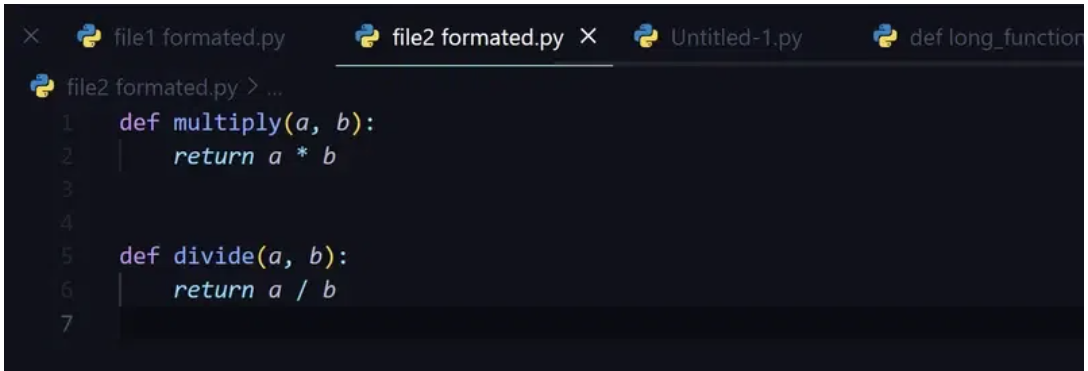 file1 formated.py file2 formated.py Untitled-1.py def long_function
file2 formated.py > ...
1 def multiply(a, b):
2 return a * b
3
4
5 def divide(a, b):
6 return a / b
7